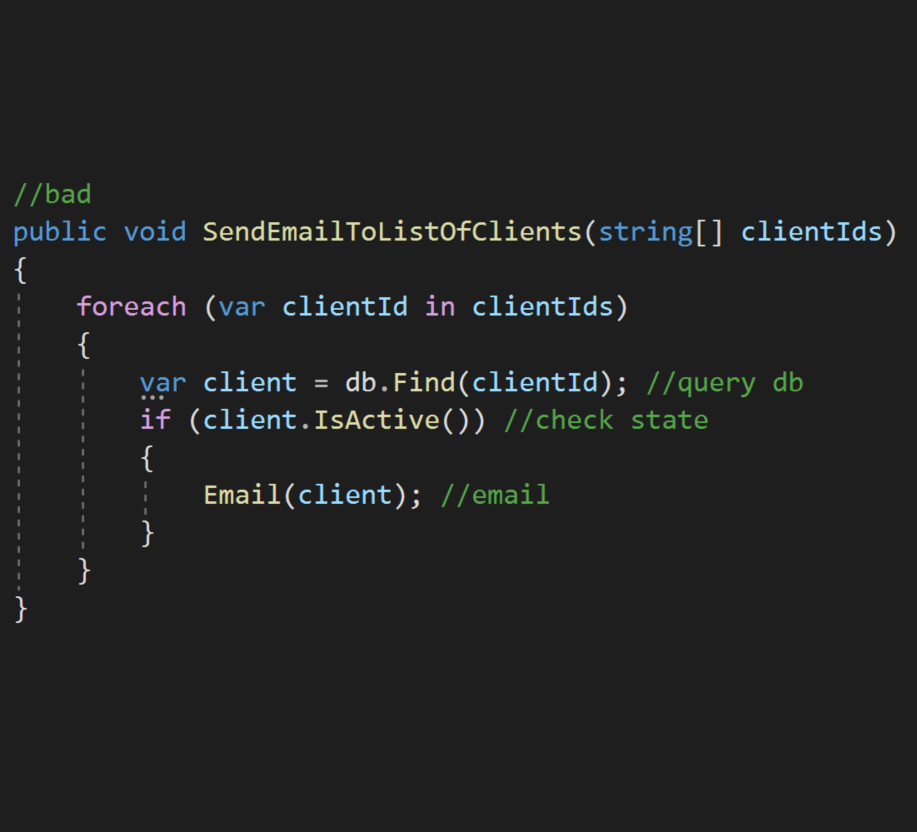 //bad
public void SendEmailToListOfClients(string[] clientIds)
{
    foreach (var clientId in clientIds)
    {
        var client = db.Find(clientId); //query db
        if (client.IsActive()) //check state
        {
            Email(client); //email
        }
    }
}